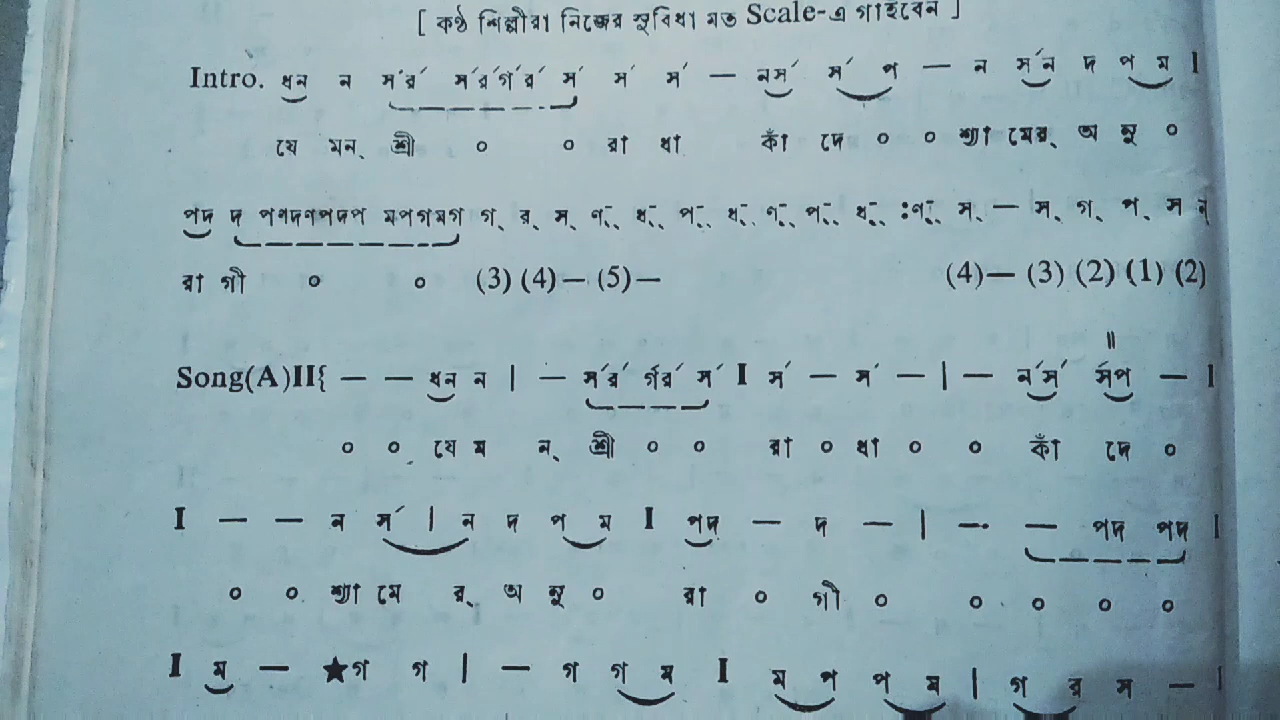 [ কণ্ঠ শিল্পীরা নিজের সুবিধা মত Scale-এ গাইবেন ]
Intro. ধন ন র্সর্র র্সর্রর্গর্র র্স র্স র্স — নর্স র্স প — ন র্সন দ প ম I
যে মন্ শ্রী ০ ০ রা ধা কাঁ দে ০ ০ শ্যা মের্ অ নু ০
পদ দ পণদণপদপ মপগমগ গ্ র্ স্ — স্ গ্ প্
রা গী ০ ০ (3) (4) — (5) — (4)— (3) (2) (1) (2)
Song(A)II{ — — ধন ন | — র্সর্র র্গর্র র্স I র্স — র্স — | — র্নর্স র্সপ — I
০ ০ যে ম ন্ শ্রী ০ ০ রা ০ ধা ০ ০ কাঁ দে ০
I — — ন র্স | ন দ প ম I পদ — দ — | — — পদ পদ I
০ ০ শ্যা মে র্ অ নু ০ রা ০ গী ০ ০ ০ ০ ০
I ম — ★গ গ | — গ গ ম I ম প প ম | গ র স — |